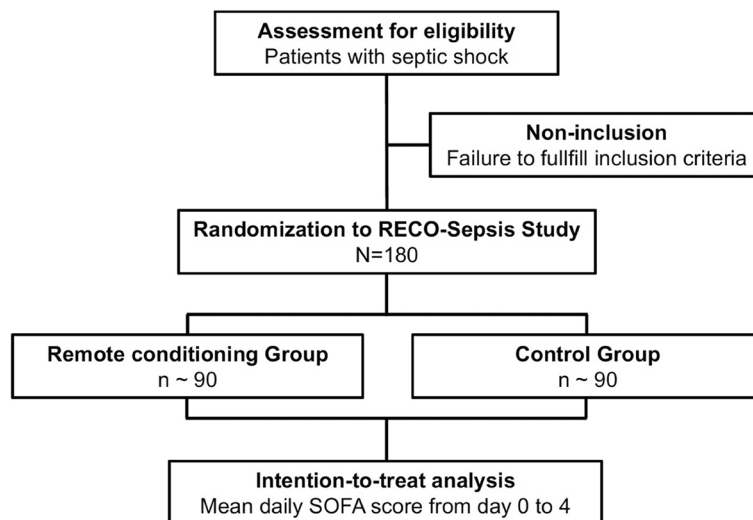 Assessment for eligibility
Patients with septic shock
Non-inclusion
Failure to fullfill inclusion criteria
Randomization to RECO-Sepsis Study
N=180
Remote conditioning Group
n ~ 90
Control Group
n ~ 90
Intention-to-treat analysis
Mean daily SOFA score from day 0 to 4